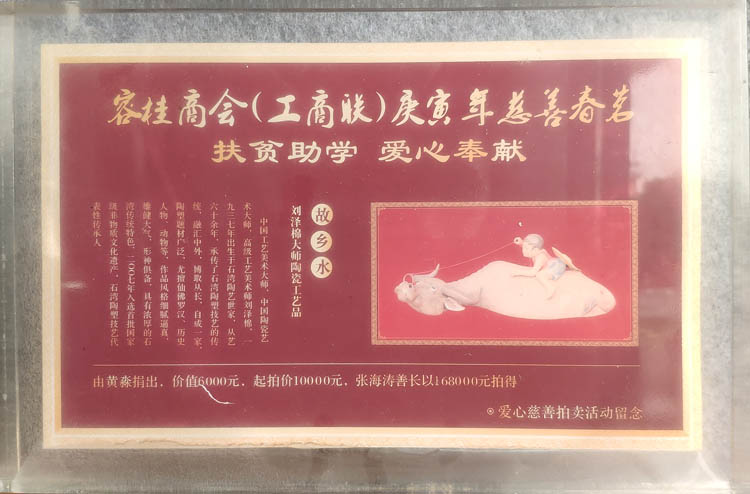 容桂商会(工商联)庚寅年慈善春茗
扶贫助学 爱心奉献
故乡水
刘泽棉大师陶瓷工艺品
中国工艺美术大师、中国陶瓷艺
术大师、高级工艺美术师刘泽棉，一
九三七年出生于石湾陶艺世家，从艺
六十余年，承传了石湾陶塑技艺的传
统，融汇中外，博取众长，自成一家，
陶塑题材广泛，尤擅仙佛罗汉、历史
人物、动物等，作品风格细腻逼真、
雄健大气、形神俱备，具有浓厚的石
湾传统特色，二〇〇七年入选首批国家
级非物质文化遗产，石湾陶塑技艺代
表性传承人
由黄淼捐出，价值6000元，起拍价10000元，张海涛善长以168000元拍得
爱心慈善拍卖活动留念